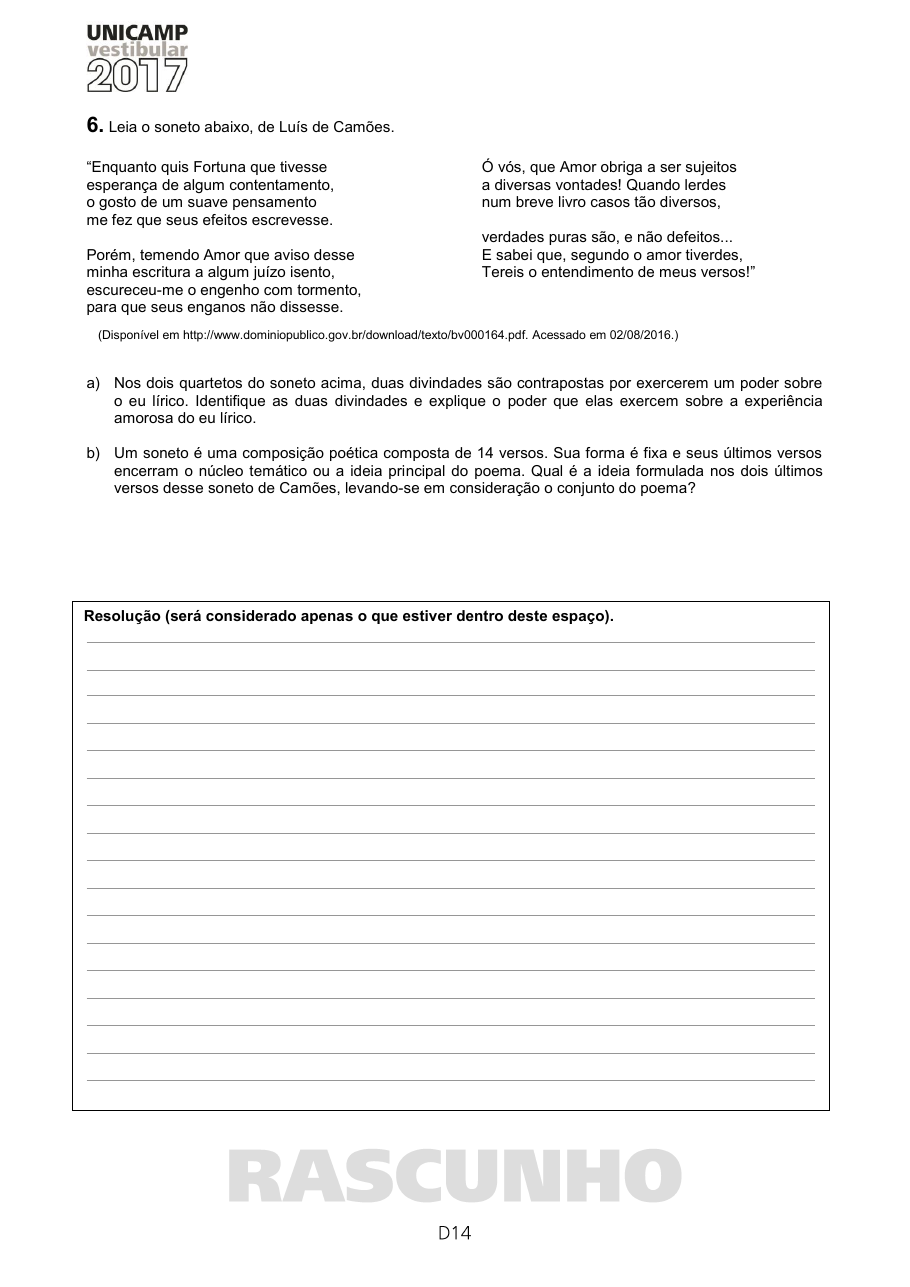 UNICAMP
vestibular
2017
6. Leia o soneto abaixo, de Luís de Camões.
“Enquanto quis Fortuna que tivesse
esperança de algum contentamento,
o gosto de um suave pensamento
me fez que seus efeitos escrevesse.
Porém, temendo Amor que aviso desse
minha escritura a algum juízo isento,
escureceu-me o engenho com tormento,
para que seus enganos não dissesse.
Ó vós, que Amor obriga a ser sujeitos
a diversas vontades! Quando lerdes
num breve livro casos tão diversos,
verdades puras são, e não defeitos...
E sabei que, segundo o amor tiverdes,
Tereis o entendimento de meus versos!”
(Disponível em http://www.dominiopublico.gov.br/download/texto/bv000164.pdf. Acessado em 02/08/2016.)
a) Nos dois quartetos do soneto acima, duas divindades são contrapostas por exercerem um poder sobre
o eu lírico. Identifique as duas divindades e explique o poder que elas exercem sobre a experiência
amorosa do eu lírico.
b) Um soneto é uma composição poética composta de 14 versos. Sua forma é fixa e seus últimos versos
encerram o núcleo temático ou a ideia principal do poema. Qual é a ideia formulada nos dois últimos
versos desse soneto de Camões, levando-se em consideração o conjunto do poema?
Resolução (será considerado apenas o que estiver dentro deste espaço).
RASCUNHO
D14